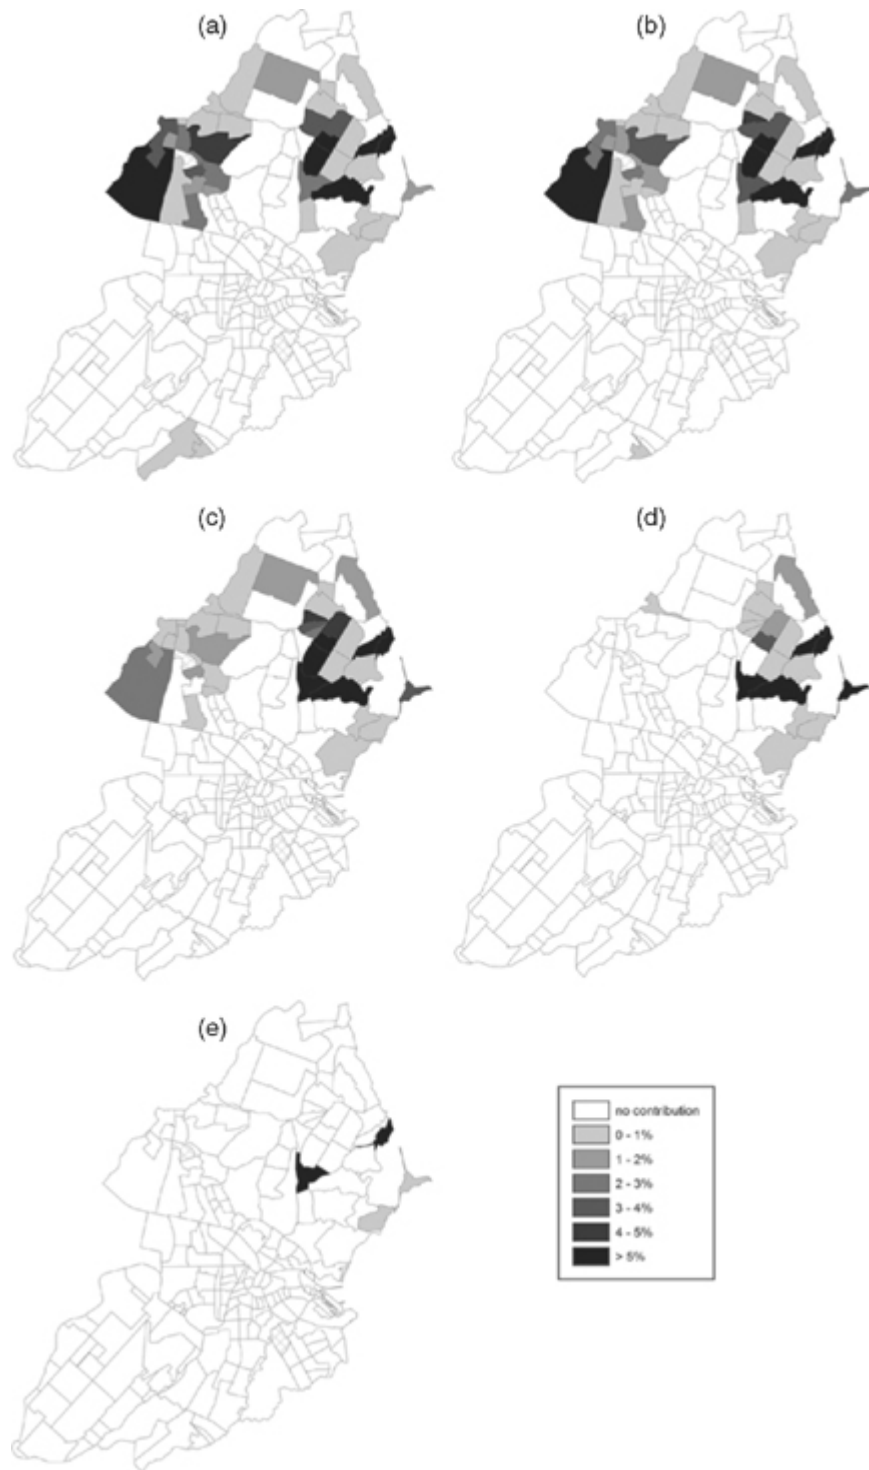 (a)
(b)
(c)
(d)
(e)
no contribution
0 - 1%
1 - 2%
2 - 3%
3 - 4%
4 - 5%
> 5%